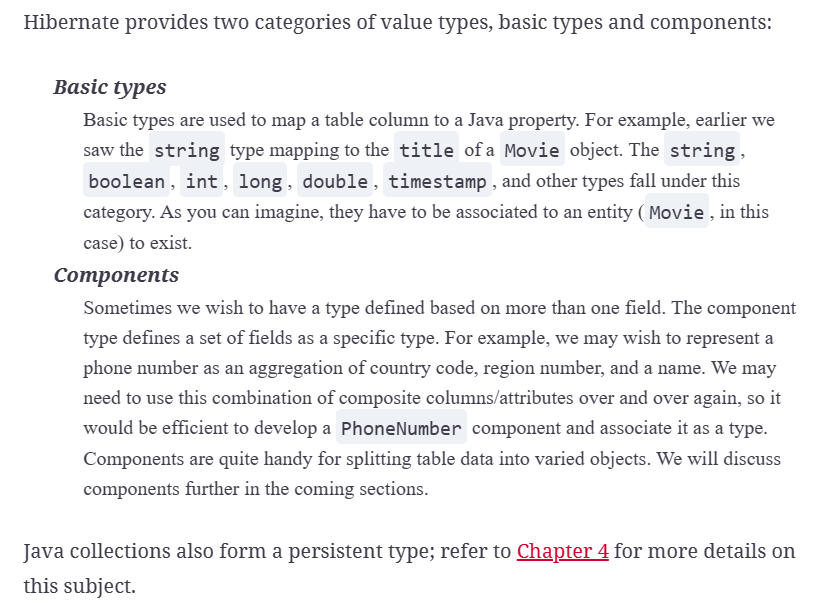 Hibernate provides two categories of value types, basic types and components:
Basic types
Basic types are used to map a table column to a Java property. For example, earlier we
saw the string type mapping to the title of a Movie object. The string,
boolean, int, long, double, timestamp, and other types fall under this
category. As you can imagine, they have to be associated to an entity (Movie, in this
case) to exist.
Components
Sometimes we wish to have a type defined based on more than one field. The component
type defines a set of fields as a specific type. For example, we may wish to represent a
phone number as an aggregation of country code, region number, and a name. We may
need to use this combination of composite columns/attributes over and over again, so it
would be efficient to develop a PhoneNumber component and associate it as a type.
Components are quite handy for splitting table data into varied objects. We will discuss
components further in the coming sections.
Java collections also form a persistent type; refer to Chapter 4 for more details on
this subject.